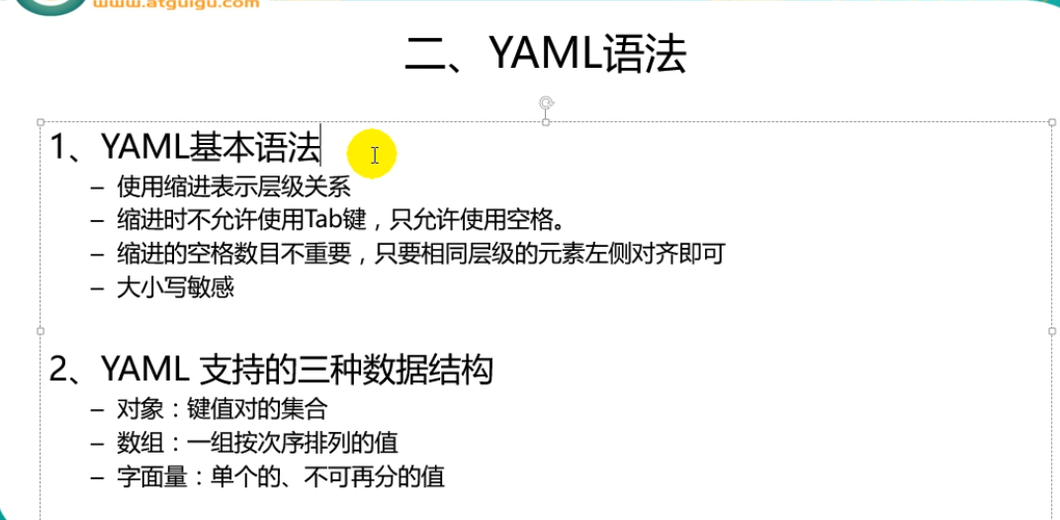 www.atguigu.com
二、YAML语法
1、YAML基本语法
– 使用缩进表示层级关系
– 缩进时不允许使用Tab键，只允许使用空格。
– 缩进的空格数目不重要，只要相同层级的元素左侧对齐即可
– 大小写敏感
2、YAML 支持的三种数据结构
– 对象：键值对的集合
– 数组：一组按次序排列的值
– 字面量：单个的、不可再分的值